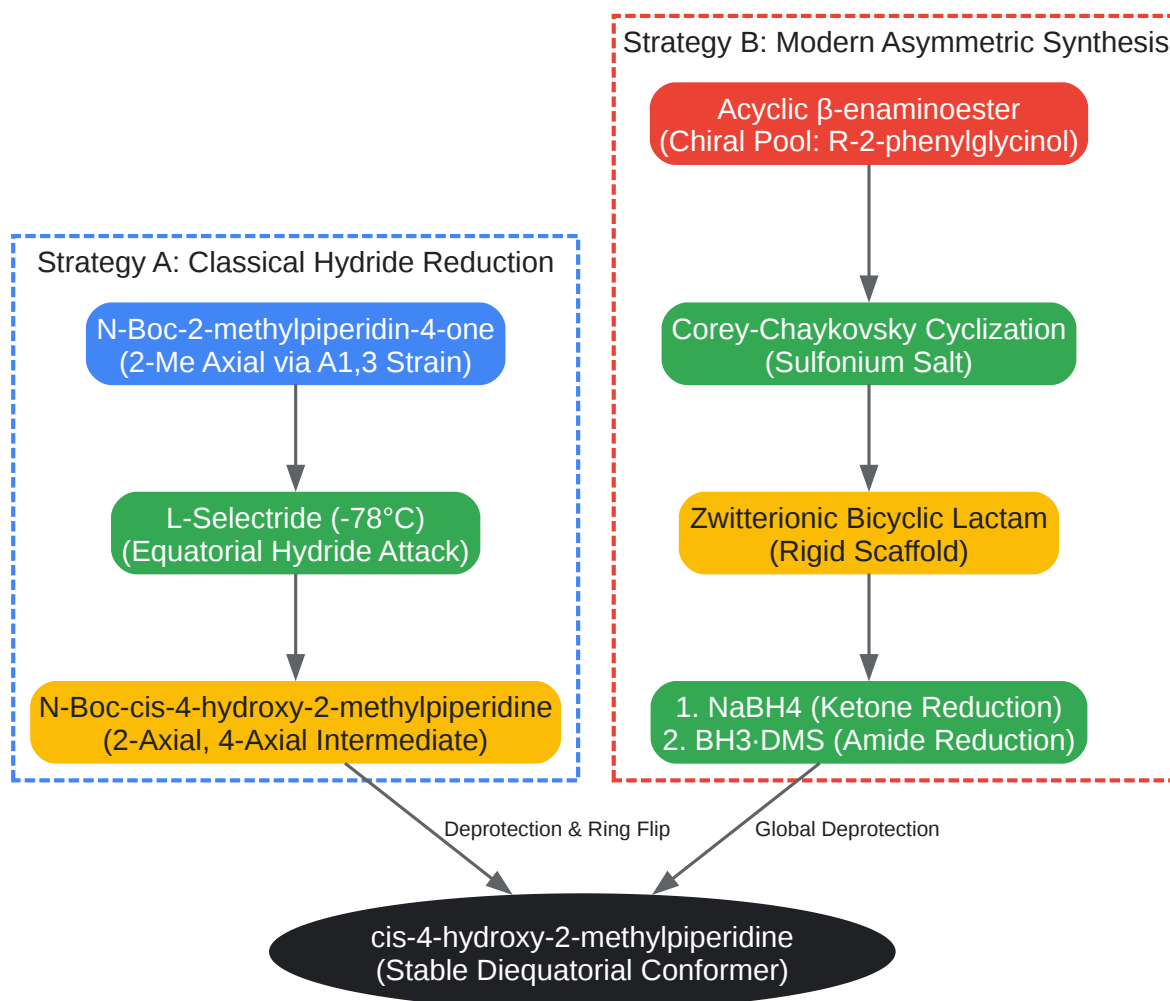 Strategy B: Modern Asymmetric Synthesis
Acyclic β-enaminoester
(Chiral Pool: R-2-phenylglycinol)
Strategy A: Classical Hydride Reduction
N-Boc-2-methylpiperidin-4-one
(2-Me Axial via A1,3 Strain)
Corey-Chaykovsky Cyclization
(Sulfonium Salt)
L-Selectride (-78°C)
(Equatorial Hydride Attack)
Zwitterionic Bicyclic Lactam
(Rigid Scaffold)
N-Boc-cis-4-hydroxy-2-methylpiperidine
(2-Axial, 4-Axial Intermediate)
1. NaBH4 (Ketone Reduction)
2. BH3·DMS (Amide Reduction)
Deprotection & Ring Flip
Global Deprotection
cis-4-hydroxy-2-methylpiperidine
(Stable Diequatorial Conformer)